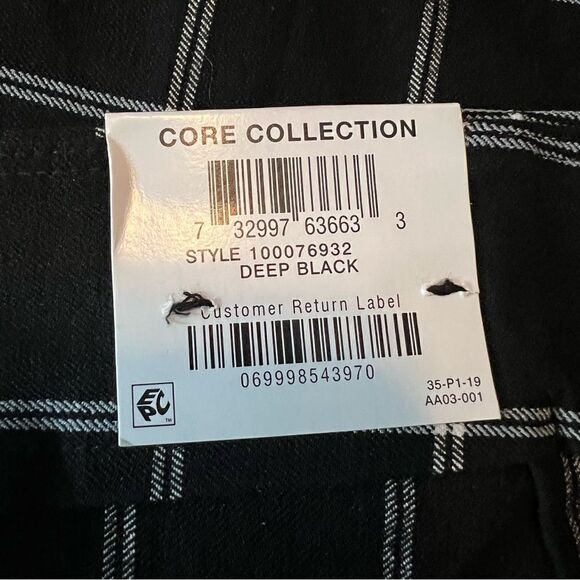 CORE COLLECTION
7 32997 63663 3
STYLE 100076932
DEEP BLACK
Customer Return Label
069998543970
35-P1-19
AA03-001
EPC
TM